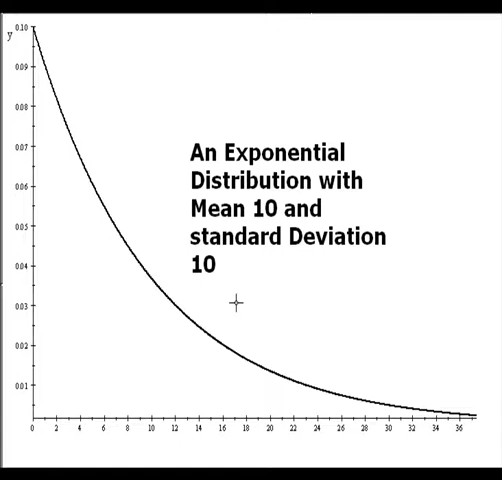 0.10
y
0.09
0.08
An Exponential
0.07
Distribution with
0.06
Mean 10 and
standard Deviation
0.05
10
0.04
0.03
0.02
0.01
0 2 4 6 8 10 12 14 16 18 20 22 24 26 28 30 32 34 36